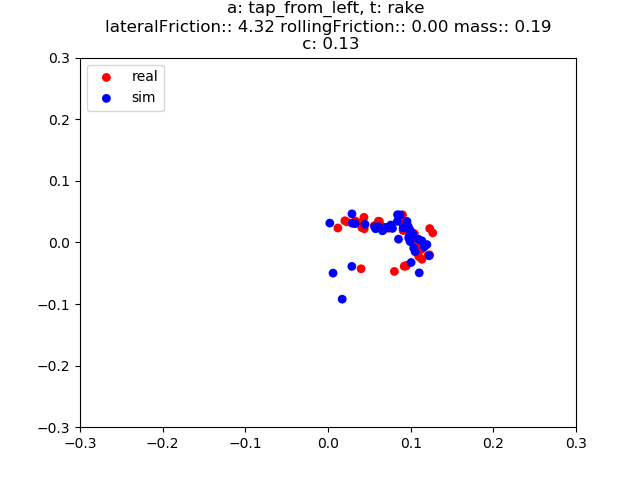 a: tap_from_left, t: rake
lateralFriction:: 4.32 rollingFriction:: 0.00 mass:: 0.19
c: 0.13
real
sim
0.3
0.2
0.1
0.0
−0.1
−0.2
−0.3
−0.3 −0.2 −0.1 0.0 0.1 0.2 0.3